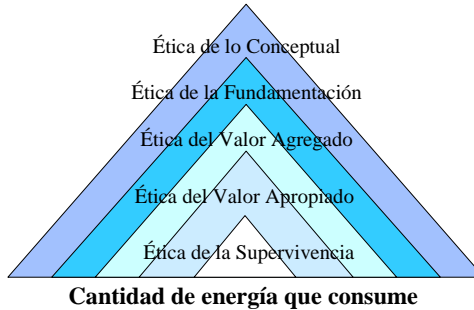 Ética de lo Conceptual
Ética de la Fundamentación
Ética del Valor Agregado
Ética del Valor Apropiado
Ética de la Supervivencia
Cantidad de energía que consume